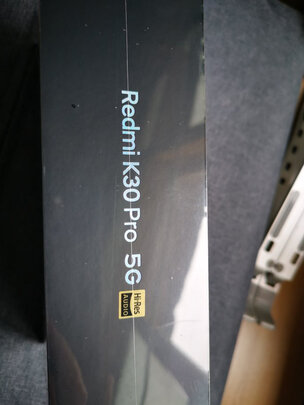 Redmi K30 Pro 5G
Hi-Res
AUDIO